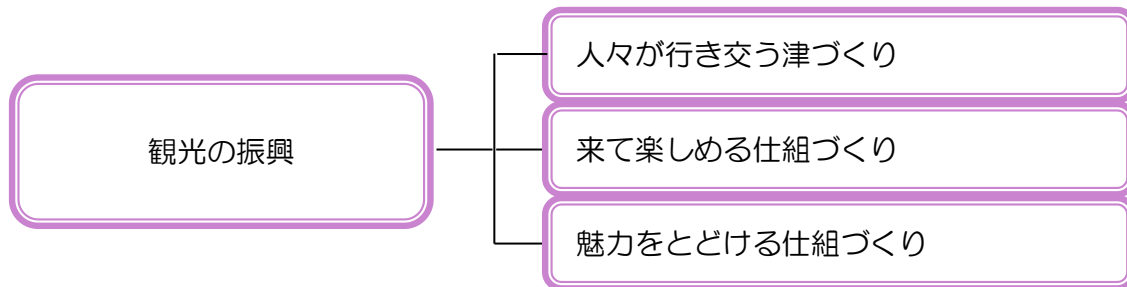 観光の振興
人々が行き交う津づくり
来て楽しめる仕組づくり
魅力をとどける仕組づくり